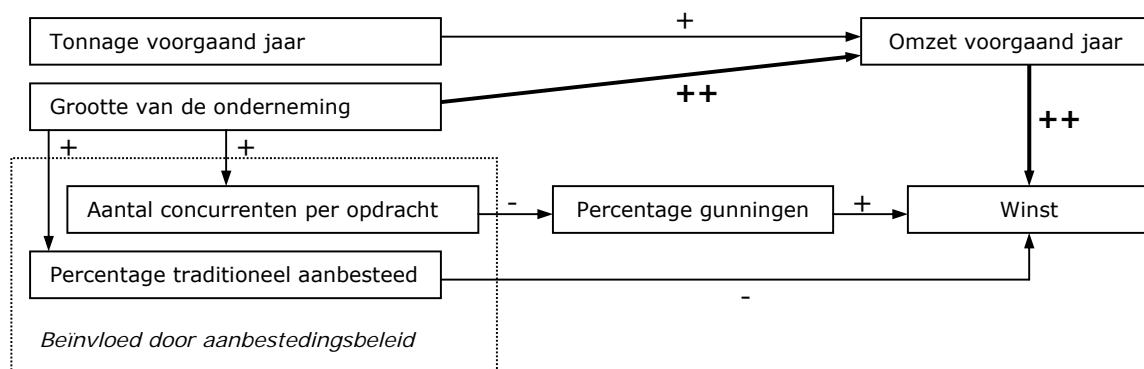 +
Tonnage voorgaand jaar
Omzet voorgaand jaar
Grootte van de onderneming
++
++
+
+
Aantal concurrenten per opdracht
-
Percentage gunningen
+
Winst
Percentage traditioneel aanbesteed
-
Beïnvloed door aanbestedingsbeleid